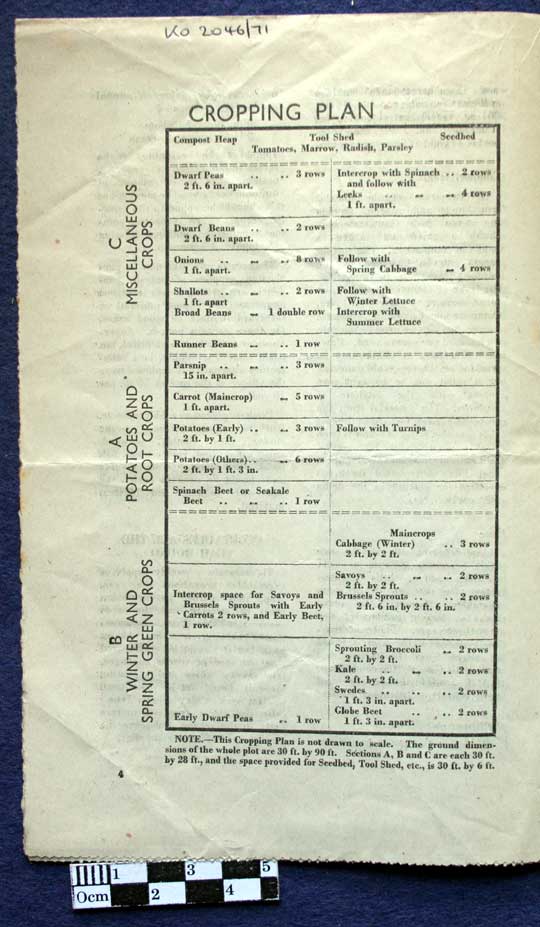 KO 2046/71
CROPPING PLAN
Compost Heap Tool Shed Seedbed
Tomatoes, Marrow, Radish, Parsley
C
MISCELLANEOUS
CROPS
Dwarf Peas .. .. 3 rows
2 ft. 6 in. apart.
Intercrop with Spinach .. 2 rows
and follow with
Leeks .. .. .. 4 rows
1 ft. apart.
Dwarf Beans .. .. 2 rows
2 ft. 6 in. apart.
Onions .. .. .. 8 rows
1 ft. apart.
Follow with
Spring Cabbage .. 4 rows
Shallots .. .. .. 2 rows
1 ft. apart
Broad Beans .. 1 double row
Follow with
Winter Lettuce
Intercrop with
Summer Lettuce
Runner Beans .. .. 1 row
A
POTATOES AND
ROOT CROPS
Parsnip .. .. .. 3 rows
15 in. apart.
Carrot (Maincrop) .. 5 rows
1 ft. apart.
Potatoes (Early) .. .. 3 rows
2 ft. by 1 ft.
Follow with Turnips
Potatoes (Others) .. .. 6 rows
2 ft. by 1 ft. 3 in.
Spinach Beet or Seakale
Beet .. .. .. 1 row
B
WINTER AND
SPRING GREEN CROPS
Maincrops
Cabbage (Winter) .. 3 rows
2 ft. by 2 ft.
Intercrop space for Savoys and
Brussels Sprouts with Early
Carrots 2 rows, and Early Beet,
1 row.
Savoys .. .. .. 2 rows
2 ft. by 2 ft.
Brussels Sprouts .. .. 2 rows
2 ft. 6 in. by 2 ft. 6 in.
Early Dwarf Peas .. 1 row
Sprouting Broccoli .. 2 rows
2 ft. by 2 ft.
Kale .. .. .. 2 rows
2 ft. by 2 ft.
Swedes .. .. .. 2 rows
1 ft. 3 in. apart.
Globe Beet .. .. 2 rows
1 ft. 3 in. apart.
NOTE.—This Cropping Plan is not drawn to scale. The ground dimen-
sions of the whole plot are 30 ft. by 90 ft. Sections A, B and C are each 30 ft.
by 28 ft., and the space provided for Seedbed, Tool Shed, etc., is 30 ft. by 6 ft.
4
1 3 5
0cm 2 4